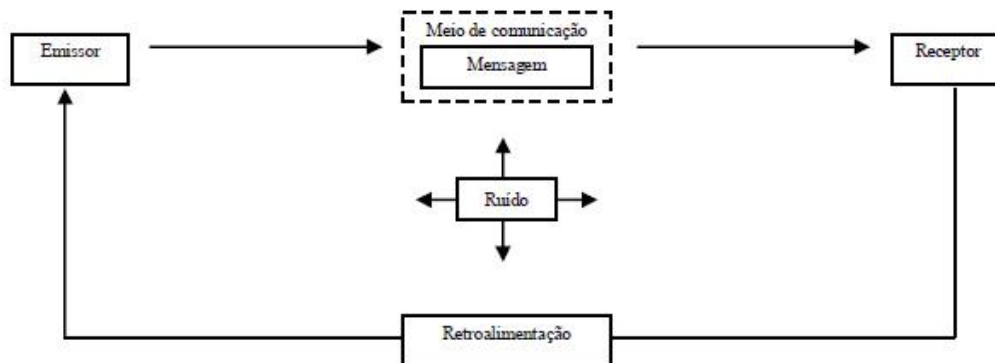 Meio de comunicação
Emissor
Mensagem
Receptor
Ruído
Retroalimentação